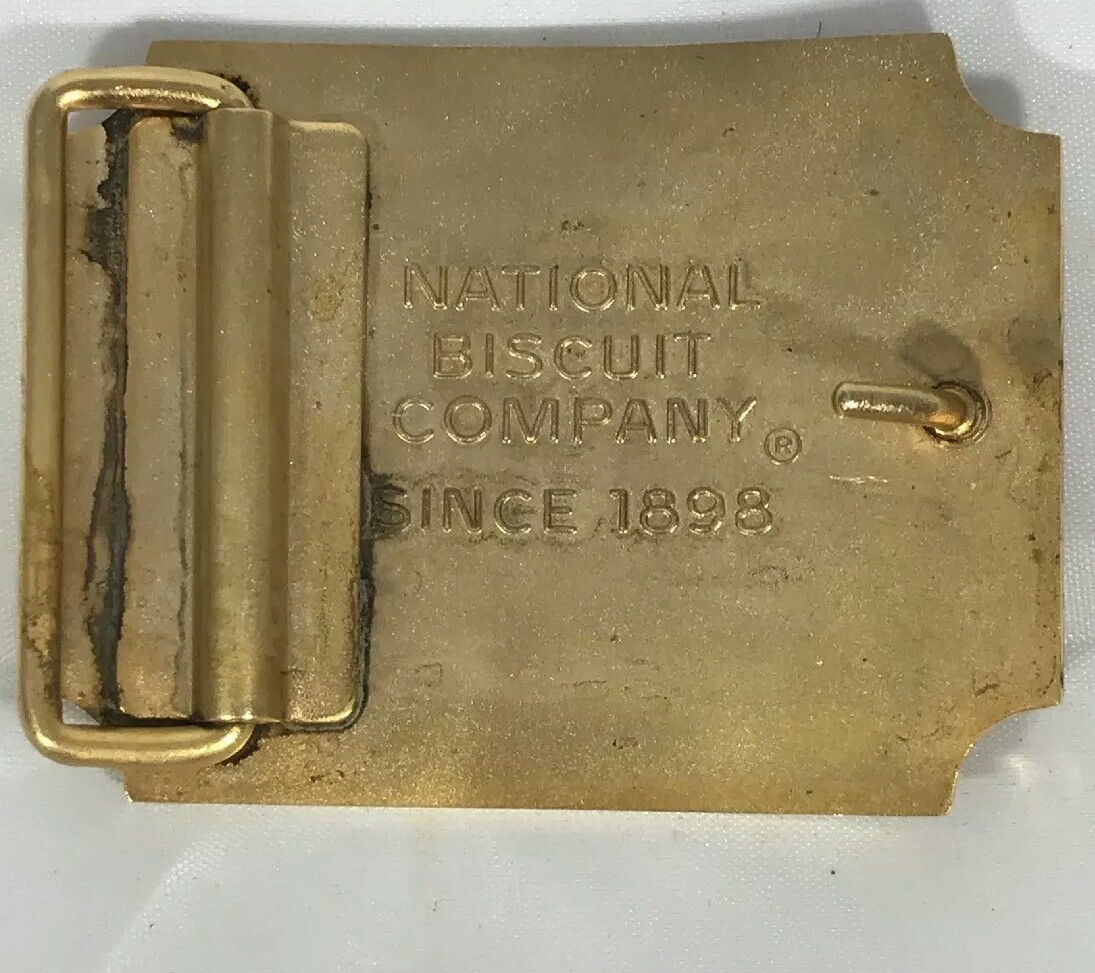 NATIONAL
BISCUIT
COMPANY®
SINCE 1898